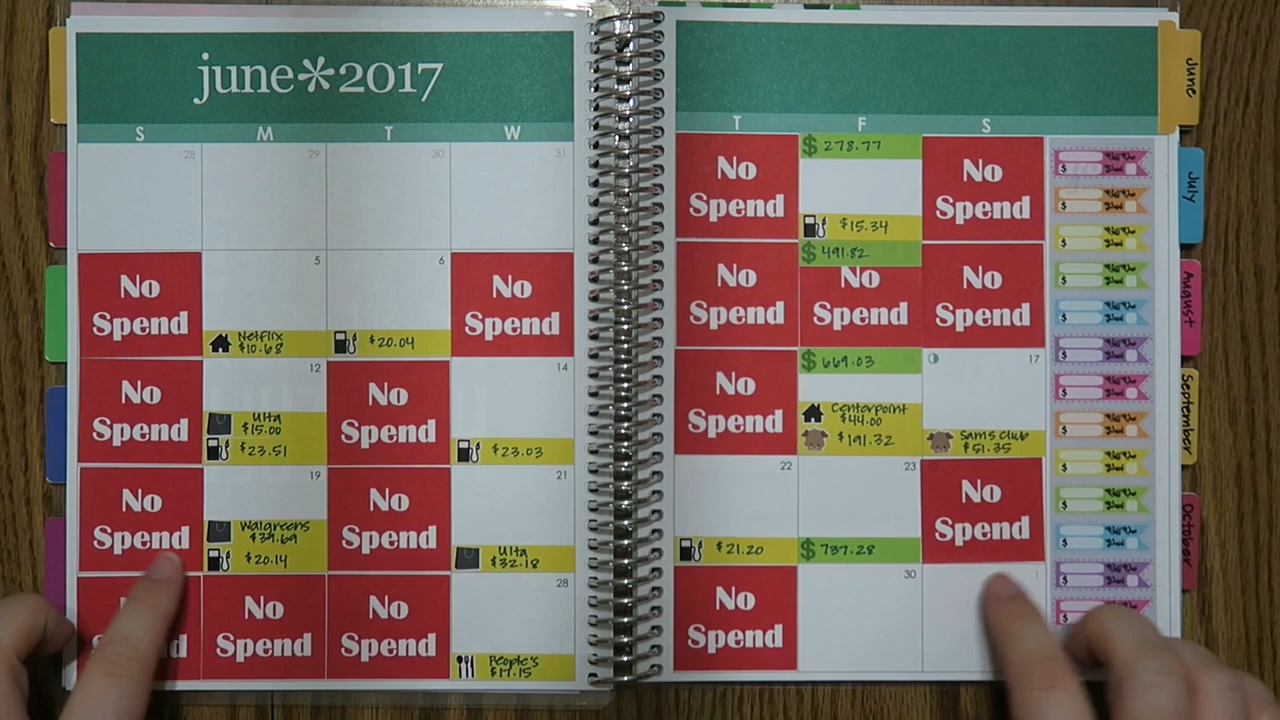 june*2017
S M T W
T F S
28 29 30 31
No
Spend
$ 278.77
$15.34
No
Spend
No
Spend
5
Netflix
$10.68
6
$20.04
No
Spend
No
Spend
$ 491.82
No
Spend
No
Spend
No
Spend
12
Ulta
$15.00
$23.51
No
Spend
14
$23.03
No
Spend
$ 669.03
Centerpoint
$44.00
$191.32
17
Sam's Club
$51.35
No
Spend
19
Walgreens
$20.14
No
Spend
21
Ulta
$32.18
22
$21.20
23
$ 737.28
No
Spend
No
Spend
No
Spend
28
People's
$17.15
No
Spend
30
1
June
July
August
September
October
$
$
$
$
$
$
$
$
$
$
$
$